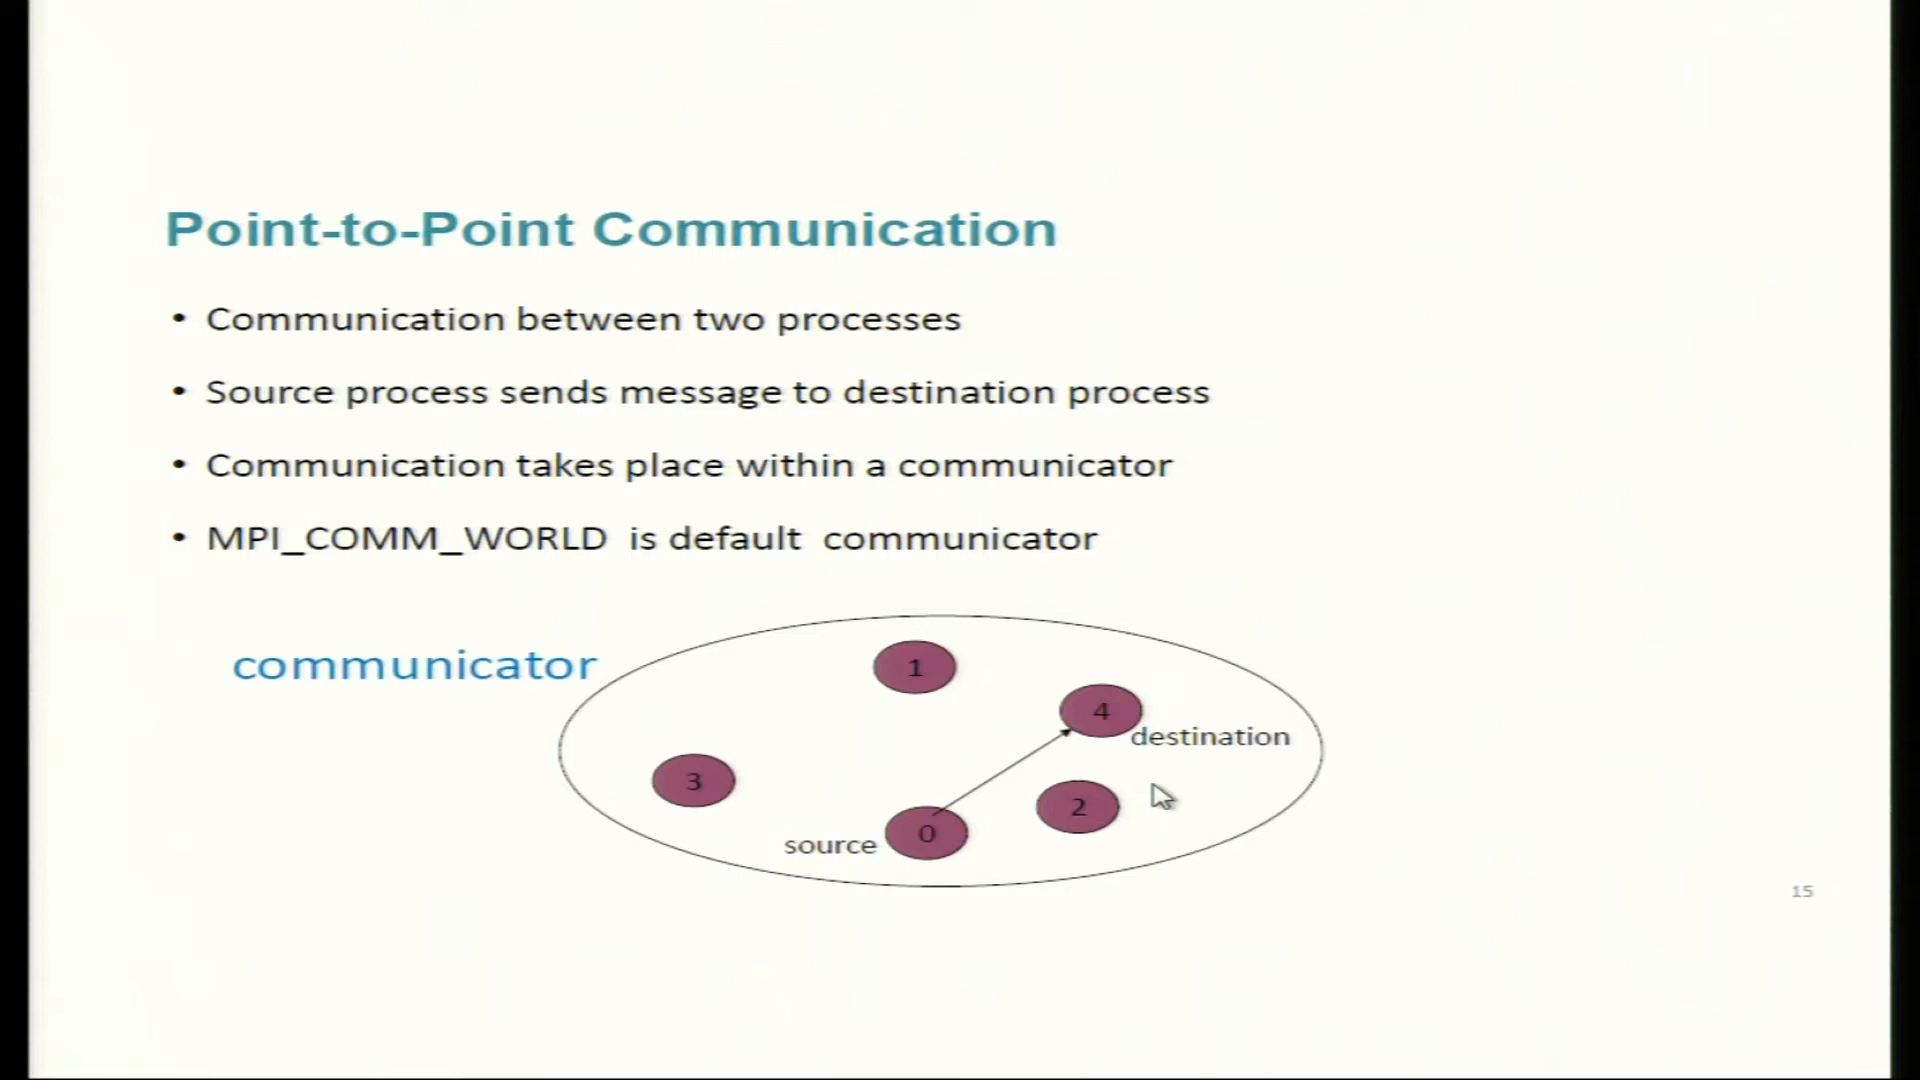 Point-to-Point Communication
• Communication between two processes
• Source process sends message to destination process
• Communication takes place within a communicator
• MPI_COMM_WORLD is default communicator
communicator
1
4
destination
3
2
0
source
15